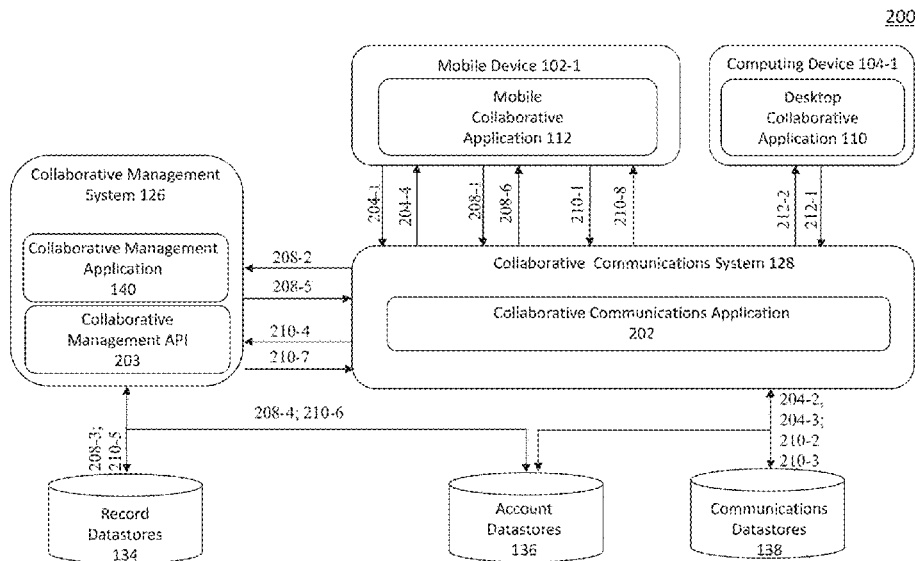 200
Mobile Device 102-1
Mobile
Collaborative
Application 112
Computing Device 104-1
Desktop
Collaborative
Application 110
204-1
204-4
208-1
208-6
210-1
210-8
212-2
212-1
Collaborative Management
System 126
Collaborative Management
Application
140
Collaborative
Management API
203
208-2
208-5
210-4
210-7
Collaborative Communications System 128
Collaborative Communications Application
202
208-3;
210-5
208-4; 210-6
204-2,
204-3;
210-2
210-3
Record
Datastores
134
Account
Datastores
136
Communications
Datastores
138